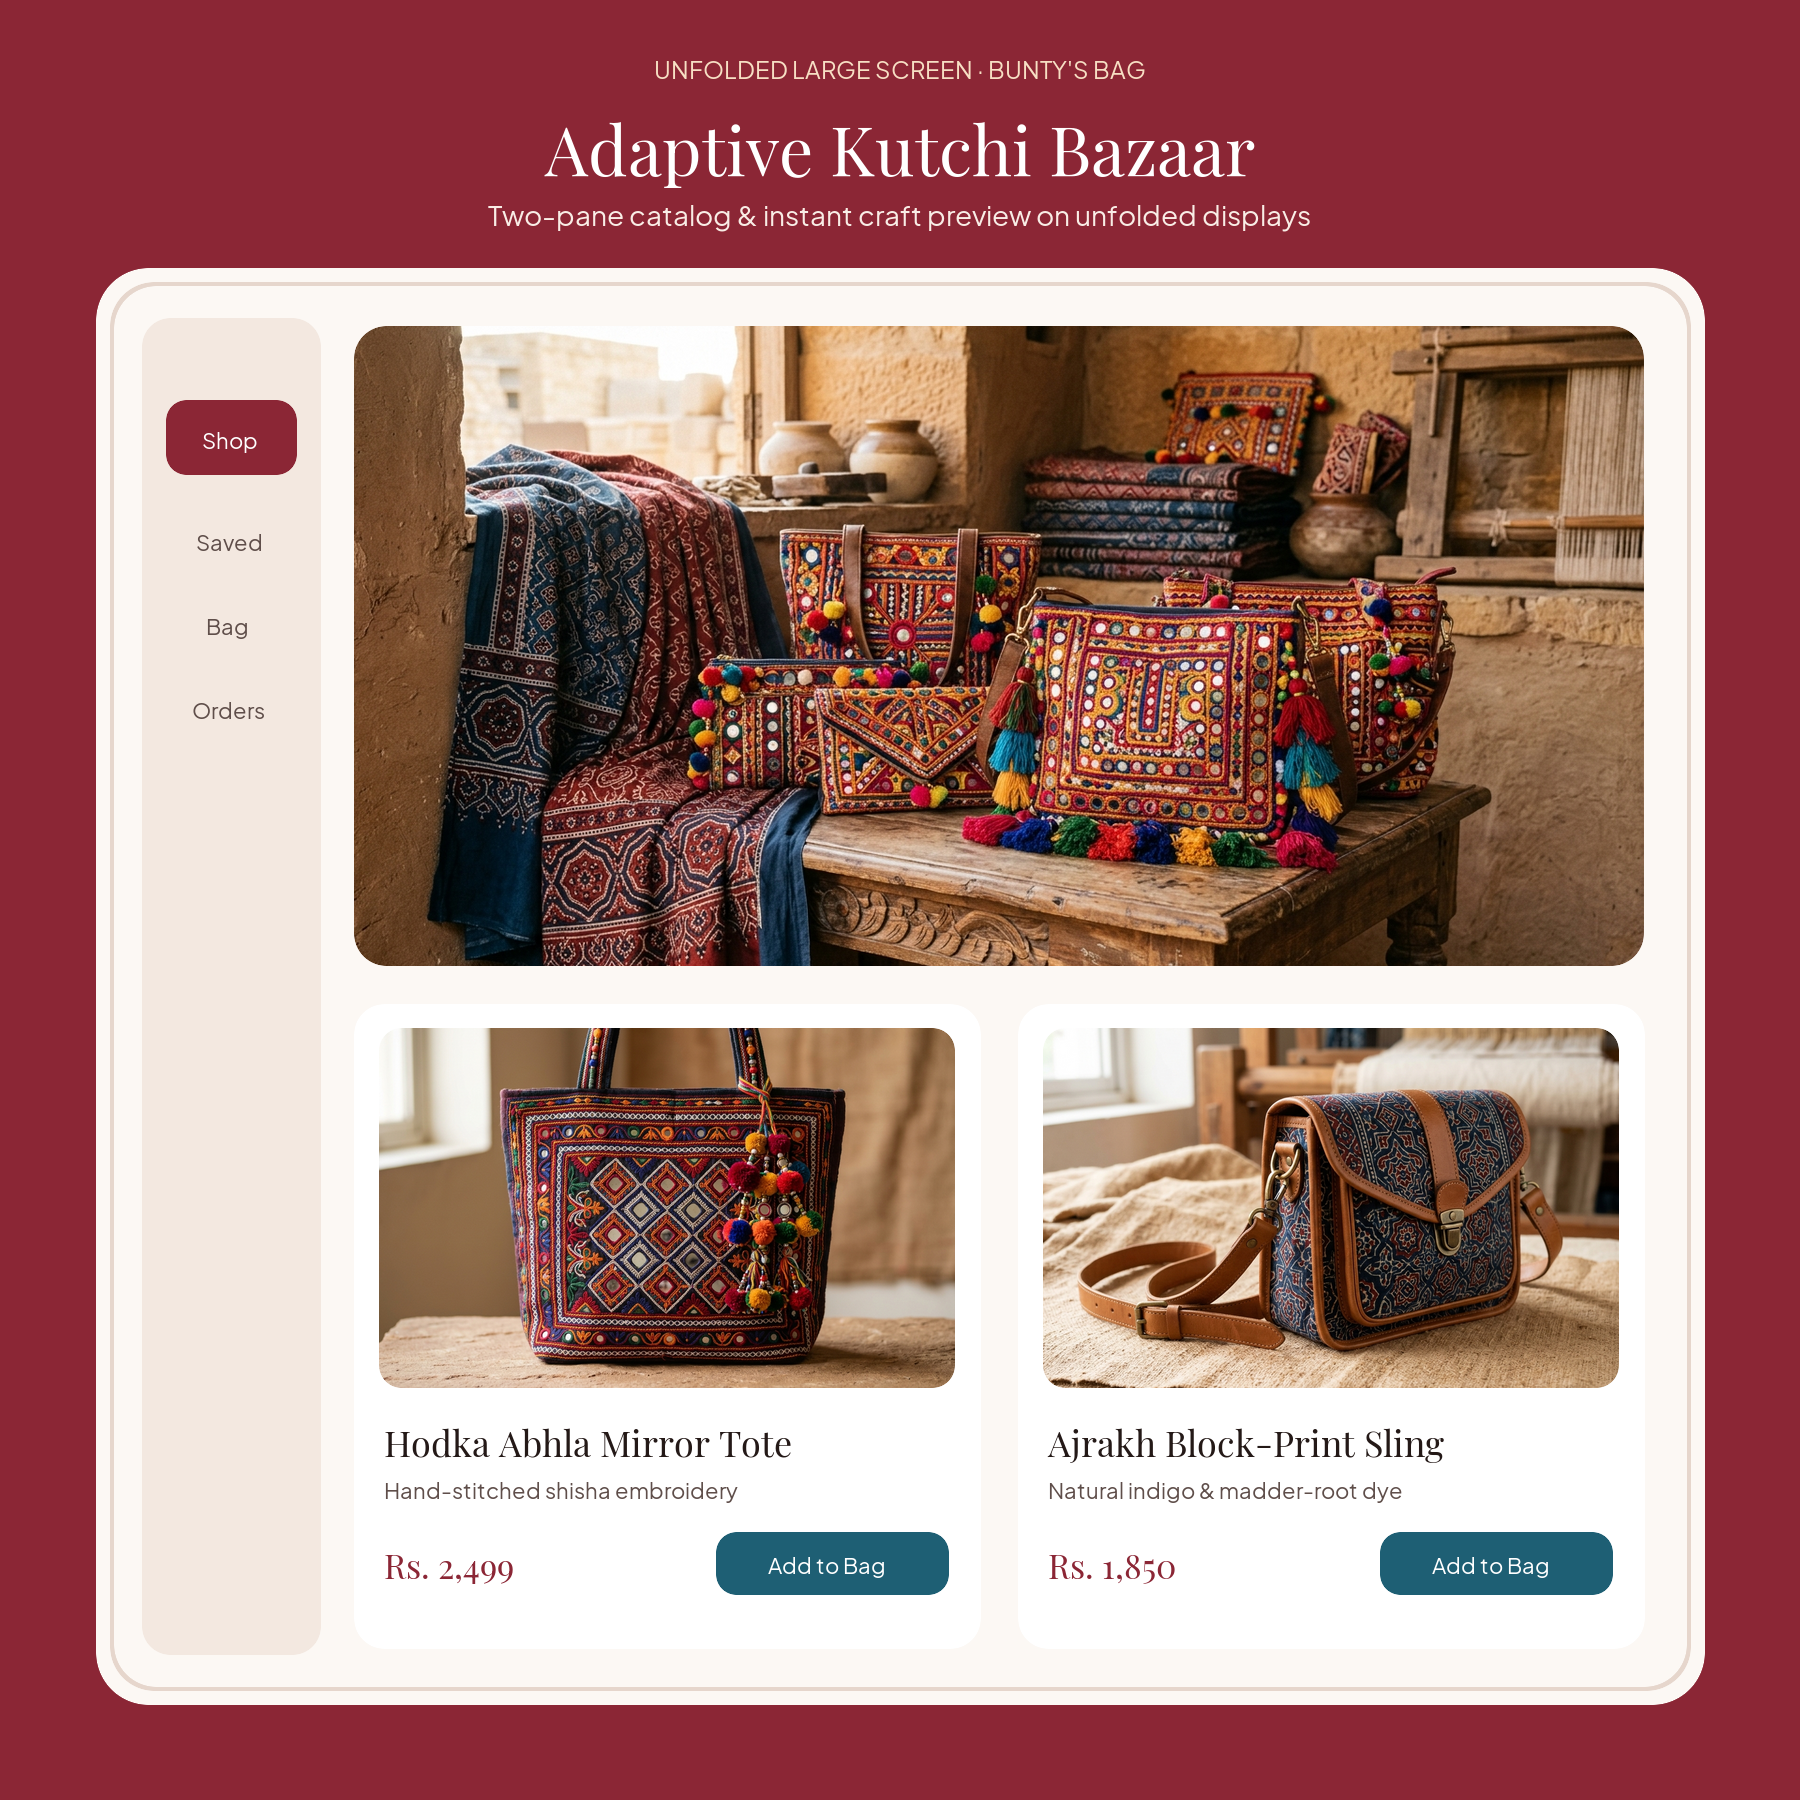 UNFOLDED LARGE SCREEN · BUNTY'S BAG
Adaptive Kutchi Bazaar
Two-pane catalog & instant craft preview on unfolded displays
Shop
Saved
Bag
Orders
Hodka Abhla Mirror Tote
Hand-stitched shisha embroidery
Rs. 2,499
Add to Bag
Ajrakh Block-Print Sling
Natural indigo & madder-root dye
Rs. 1,850
Add to Bag